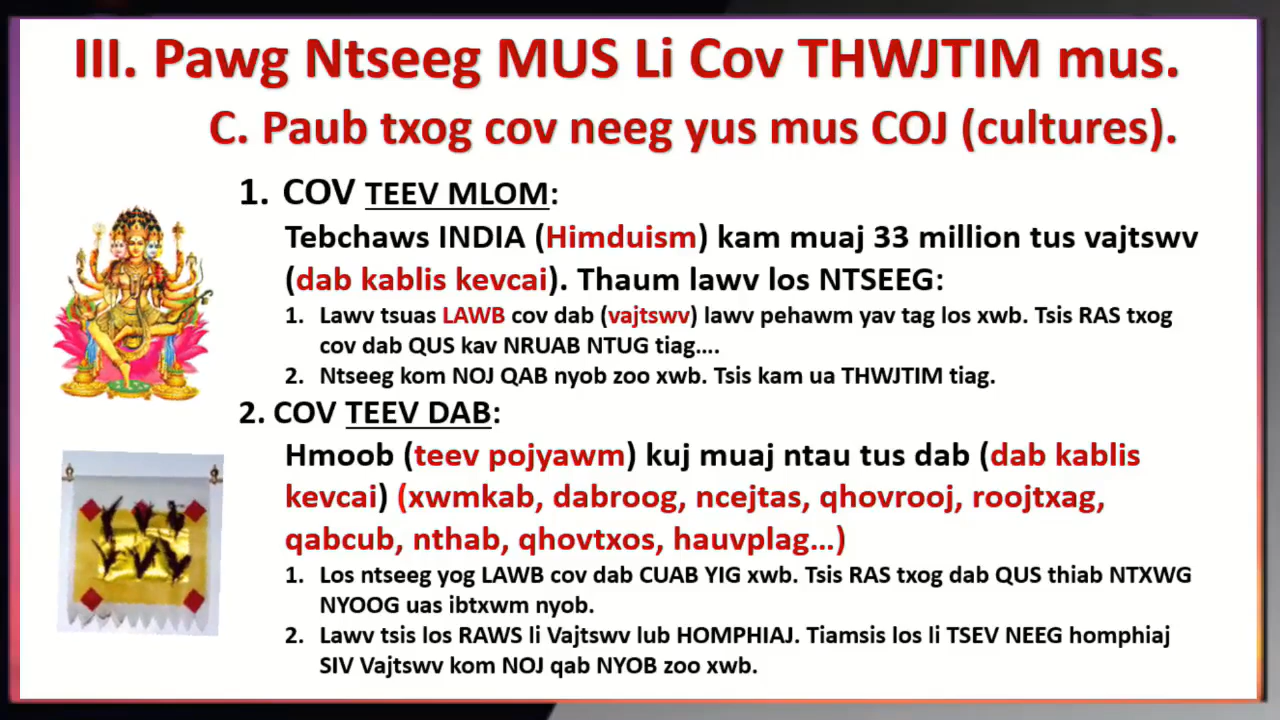 III. Pawg Ntseeg MUS Li Cov THWJTIM mus.
C. Paub txog cov neeg yus mus COJ (cultures).
1. COV TEEV MLOM:
Tebchaws INDIA (Himduism) kam muaj 33 million tus vajtswv
(dab kablis kevcai). Thaum lawv los NTSEEG:
1. Lawv tsuas LAWB cov dab (vajtswv) lawv pehawm yav tag los xwb. Tsis RAS txog
cov dab QUS kav NRUAB NTUG tiag....
2. Ntseeg kom NOJ QAB nyob zoo xwb. Tsis kam ua THWJTIM tiag.
2. COV TEEV DAB:
Hmoob (teev pojyawm) kuj muaj ntau tus dab (dab kablis
kevcai) (xwmkab, dabroog, ncejtas, qhovrooj, roojtxag,
qabcub, nthab, qhovtxos, hauvplag...)
1. Los ntseeg yog LAWB cov dab CUAB YIG xwb. Tsis RAS txog dab QUS thiab NTXWG
NYOOG uas ibtxwm nyob.
2. Lawv tsis los RAWS li Vajtswv lub HOMPHIAJ. Tiamsis los li TSEV NEEG homphiaj
SIV Vajtswv kom NOJ qab NYOB zoo xwb.